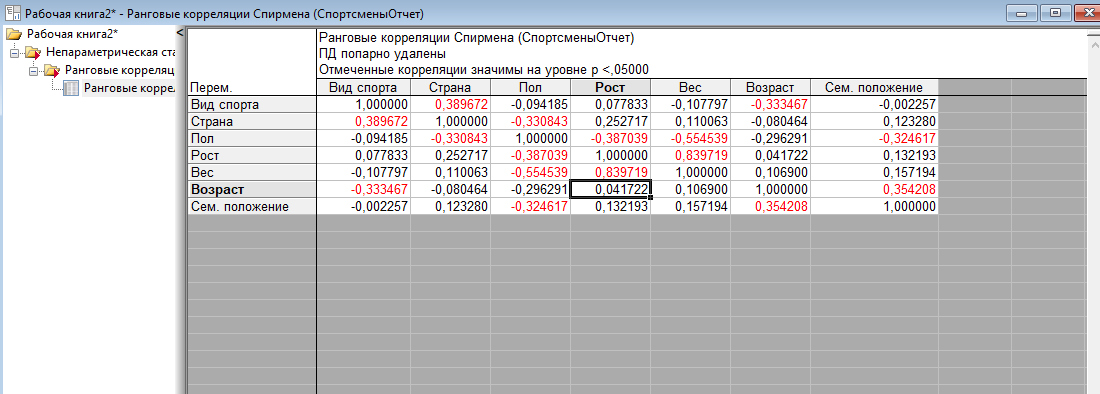 Рабочая книга2* - Ранговые корреляции Спирмена (СпортсменыОтчет)
Рабочая книга2*
Непараметрическая ста
Ранговые корреляц
Ранговые коррел
Ранговые корреляции Спирмена (СпортсменыОтчет)
ПД попарно удалены
Отмеченные корреляции значимы на уровне p <,05000
Перем. Вид спорта Страна Пол Рост Вес Возраст Сем. положение
Вид спорта 1,000000 0,389672 -0,094185 0,077833 -0,107797 -0,333467 -0,002257
Страна 0,389672 1,000000 -0,330843 0,252717 0,110063 -0,080464 0,123280
Пол -0,094185 -0,330843 1,000000 -0,387039 -0,554539 -0,296291 -0,324617
Рост 0,077833 0,252717 -0,387039 1,000000 0,839719 0,041722 0,132193
Вес -0,107797 0,110063 -0,554539 0,839719 1,000000 0,106900 0,157194
Возраст -0,333467 -0,080464 -0,296291 0,041722 0,106900 1,000000 0,354208
Сем. положение -0,002257 0,123280 -0,324617 0,132193 0,157194 0,354208 1,000000